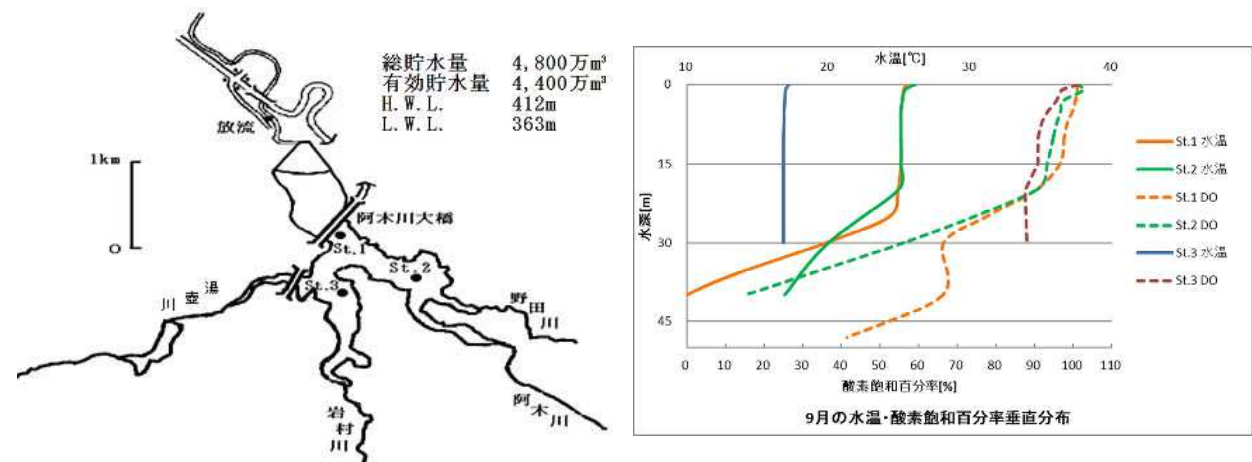 総貯水量 4,800万m³
有効貯水量 4,400万m³
H.W.L. 412m
L.W.L. 363m
放流
1km
0
阿木川大橋
St.1
St.2
St.3
湯壺川
野田川
阿木川
岩村川
水温[℃]
10 20 30 40
水深[m]
0
15
30
45
0 10 20 30 40 50 60 70 80 90 100 110
酸素飽和百分率[%]
St.1 水温
St.2 水温
St.1 DO
St.2 DO
St.3 水温
St.3 DO
9月の水温・酸素飽和百分率垂直分布